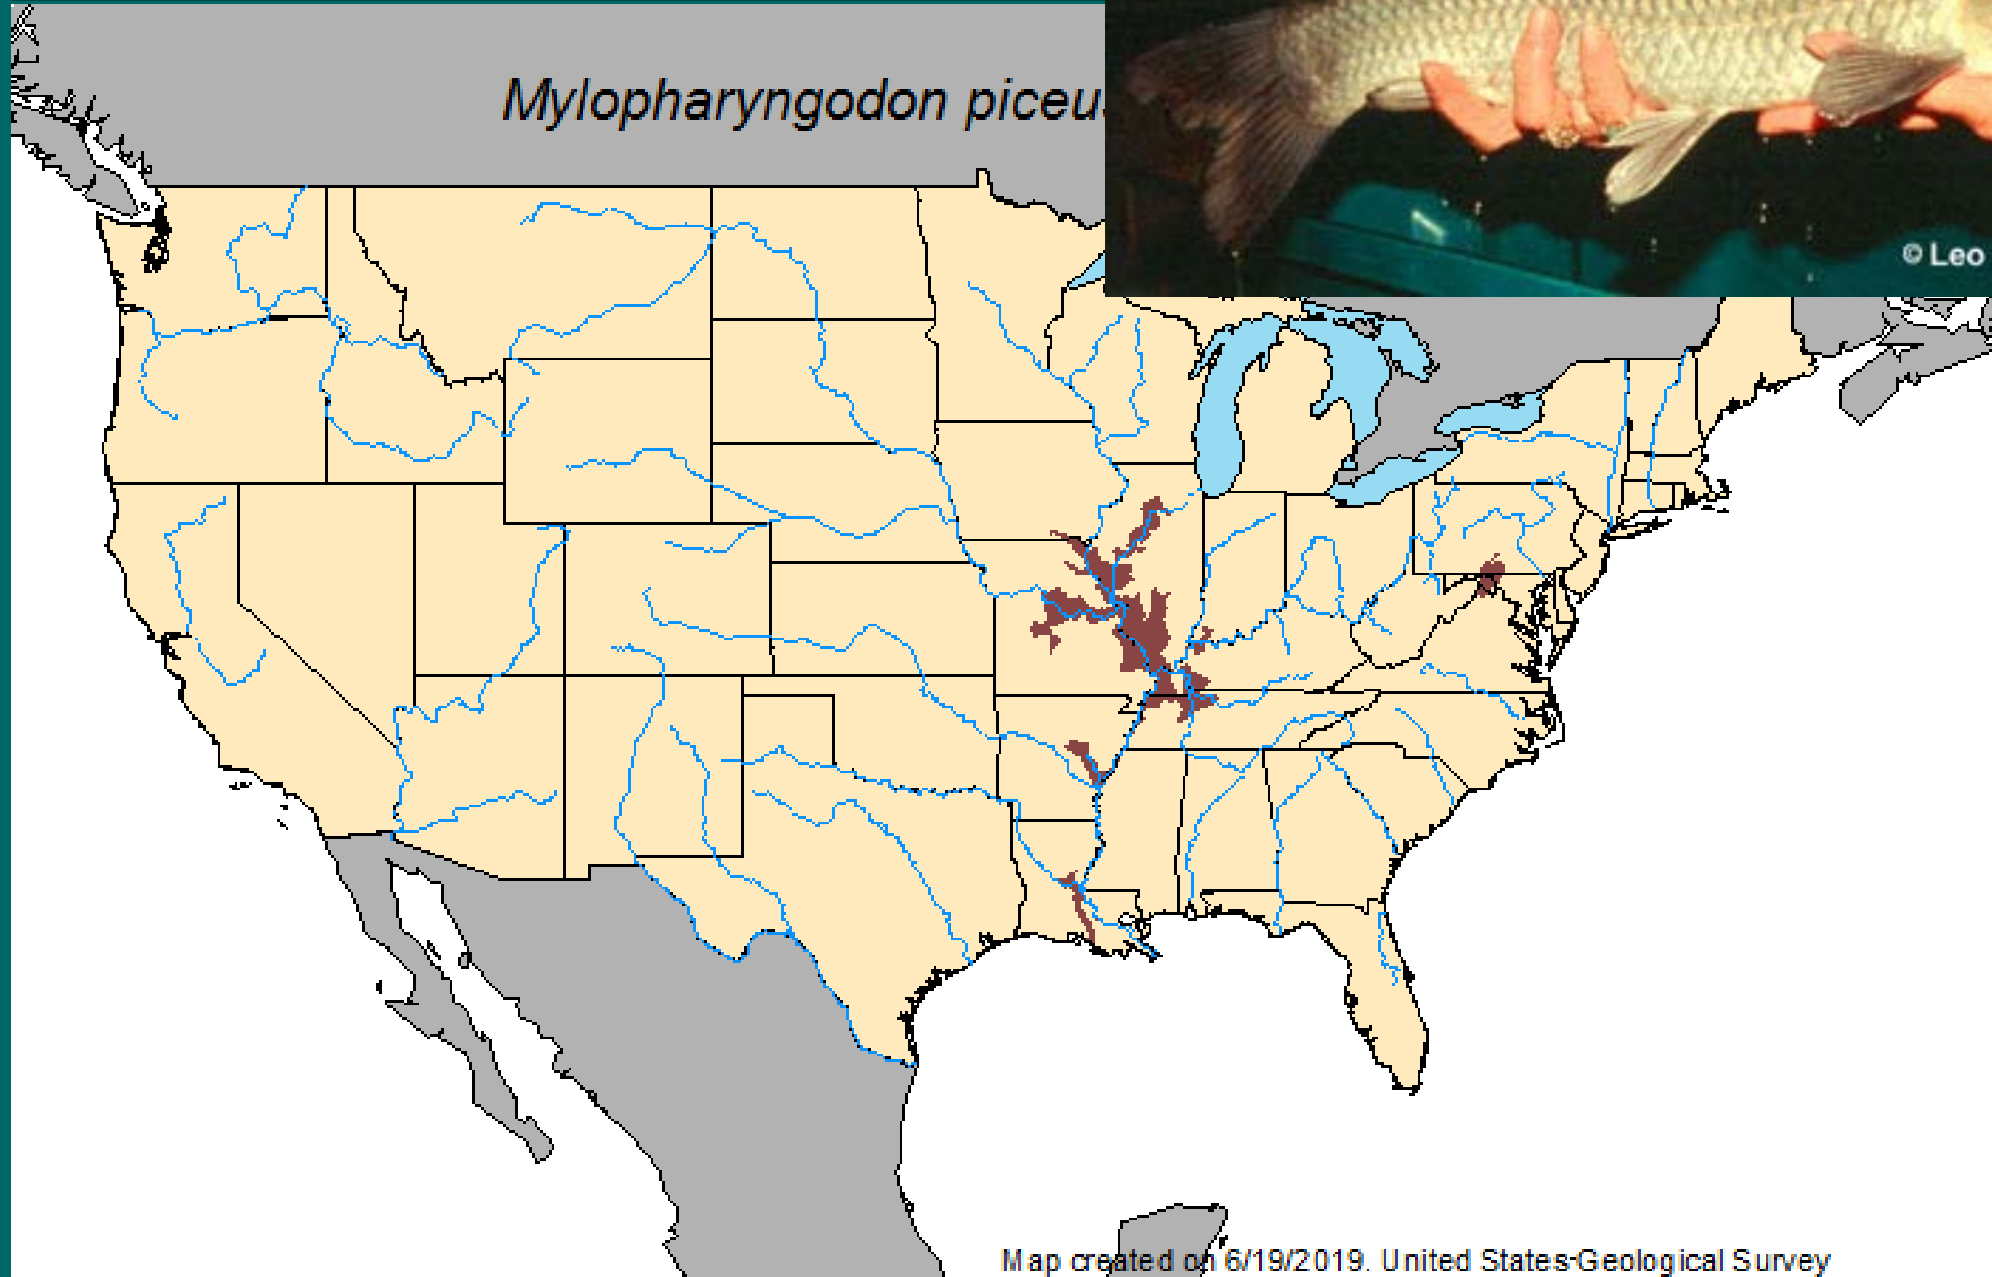 Mylopharyngodon piceu
© Leo
Map created on 6/19/2019. United States Geological Survey